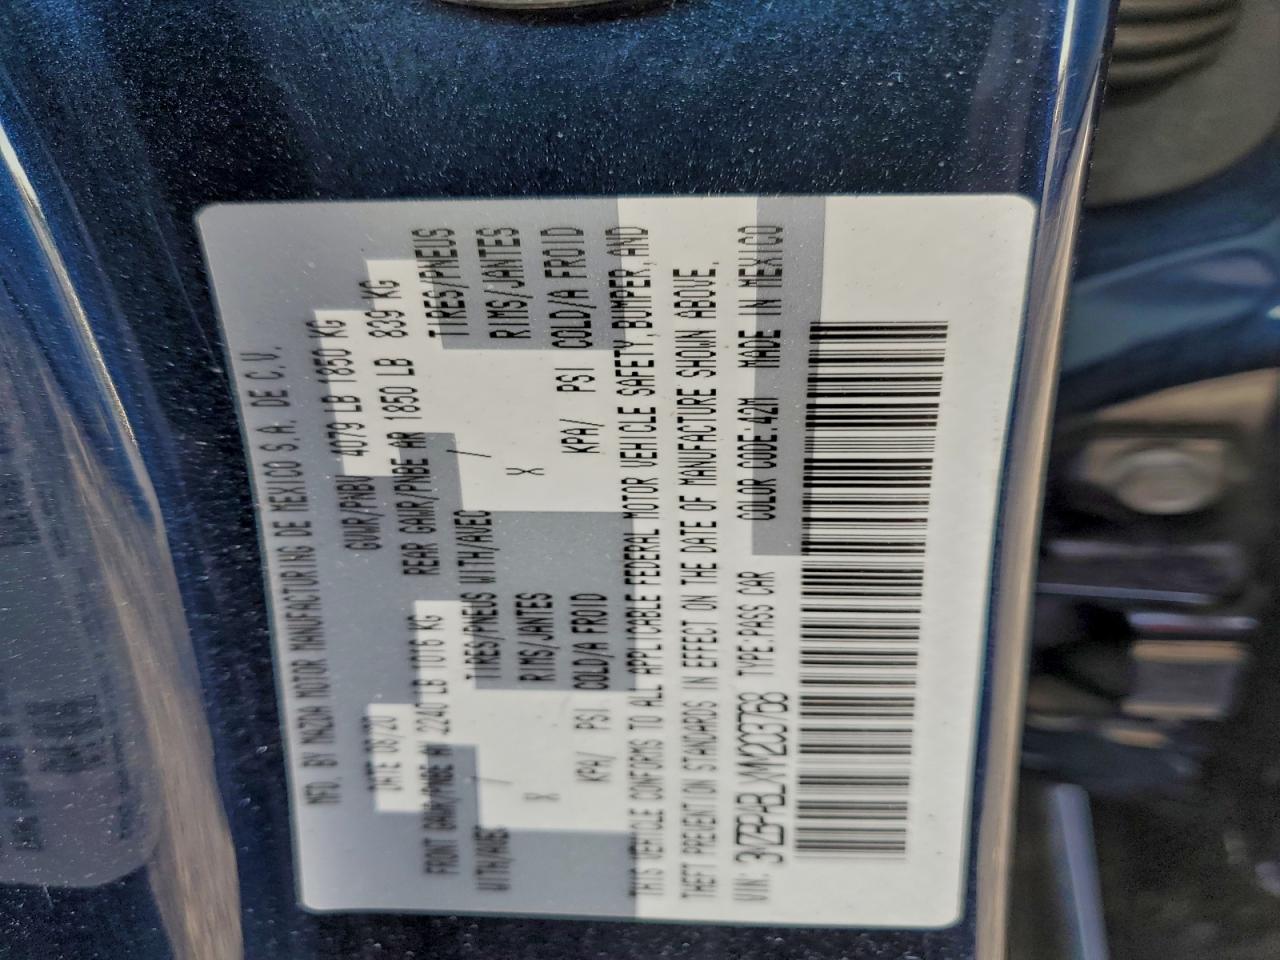 MFD. BY MAZDA MOTOR MANUFACTURING DE MEXICO S.A. DE C.V.
DATE 08/20 GVWR/PNBV 4079 LB 1850 KG
FRONT GAWR/PNBE AV 2240 LB 1016 KG REAR GAWR/PNBE AR 1850 LB 839 KG
WITH/AVEC / TIRES/PNEUS WITH/AVEC / TIRES/PNEUS
X RIMS/JANTES X RIMS/JANTES
KPA/ PSI COLD/A FROID KPA/ PSI COLD/A FROID
THIS VEHICLE CONFORMS TO ALL APPLICABLE FEDERAL MOTOR VEHICLE SAFETY, BUMPER, AND
THEFT PREVENTION STANDARDS IN EFFECT ON THE DATE OF MANUFACTURE SHOWN ABOVE.
VIN: 3MZBPABLXMM203768 TYPE.PASS CAR COLOR CODE.42M MADE IN MEXICO